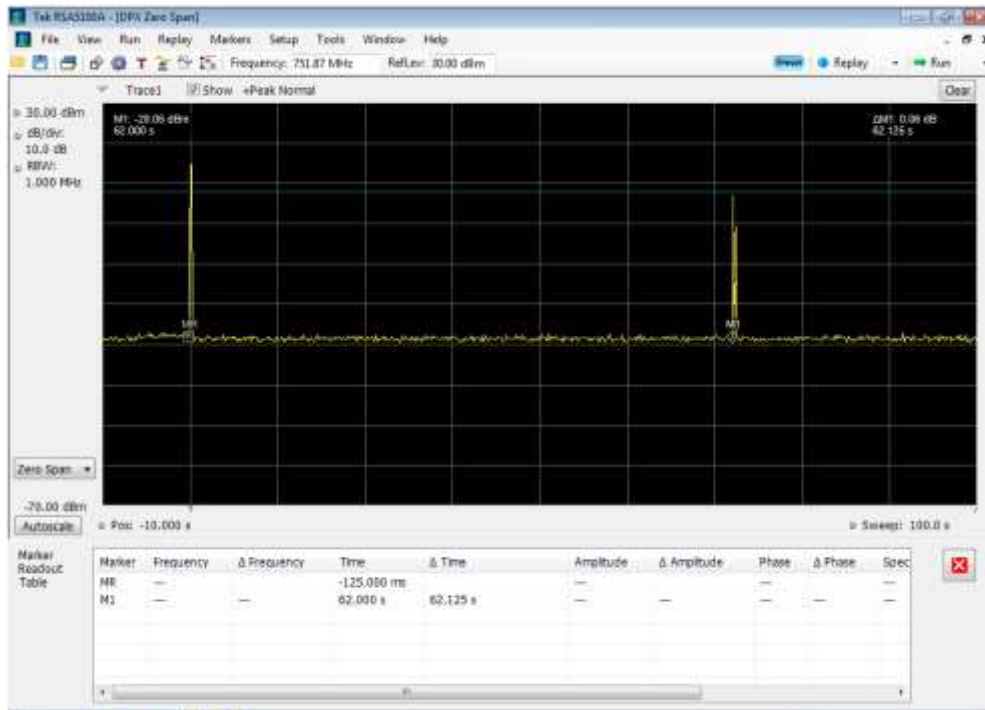 Tek RSA5100A - [DPX Zero Span]
File View Run Replay Markers Setup Tools Window Help
Frequency: 751.87 MHz RefLev: 30.00 dBm Preset Replay Run
Trace1 Show +Peak Normal Clear
30.00 dBm
dB/div:
10.0 dB
RBW:
1.000 MHz
M1: -28.06 dBm
62.000 s
ΔM1: 0.06 dB
62.125 s
MR
M1
Zero Span
-70.00 dBm
Autoscale Pos: -10.000 s Sweep: 100.0 s
Marker
Readout
Table
Marker Frequency Δ Frequency Time Δ Time Amplitude Δ Amplitude Phase Δ Phase Spec
MR --- -125.000 ms --- --- ---
M1 --- --- 62.000 s 62.125 s --- --- --- --- ---